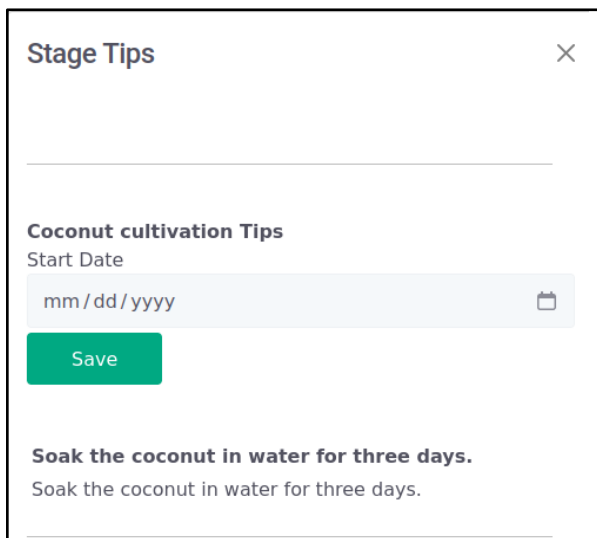 Stage Tips
Coconut cultivation Tips
Start Date
mm/dd/yyyy
Save
Soak the coconut in water for three days.
Soak the coconut in water for three days.